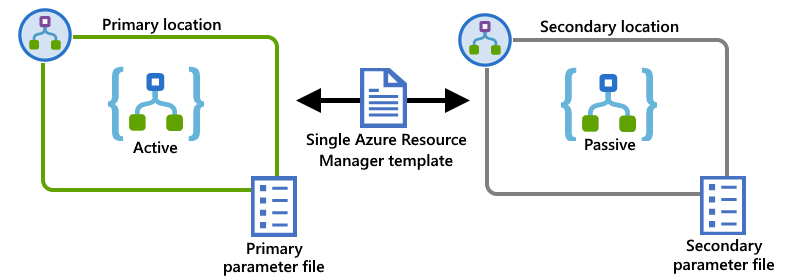 Primary location
Secondary location
Active
Single Azure Resource
Manager template
Passive
Primary
parameter file
Secondary
parameter file